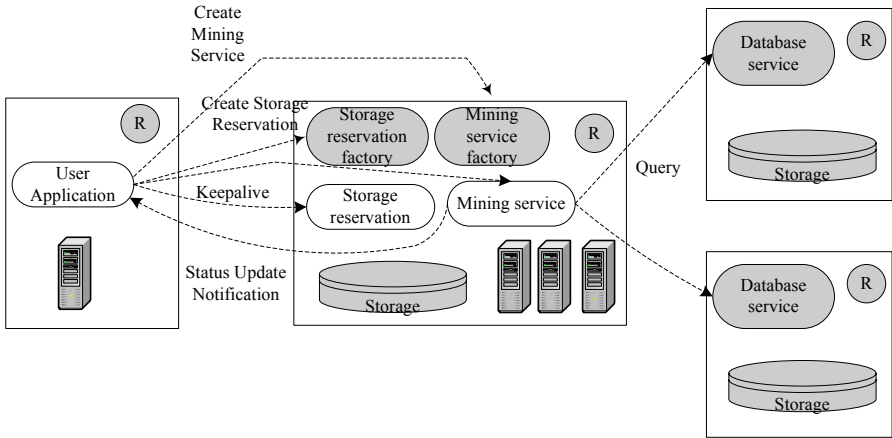 Create
Mining
Service
R
User
Application
Create Storage
Reservation
Keepalive
Status Update
Notification
Storage
reservation
factory
Mining
service factory
R
Storage
reservation
Mining service
Storage
Query
Database
service
R
Storage
Database
service
R
Storage